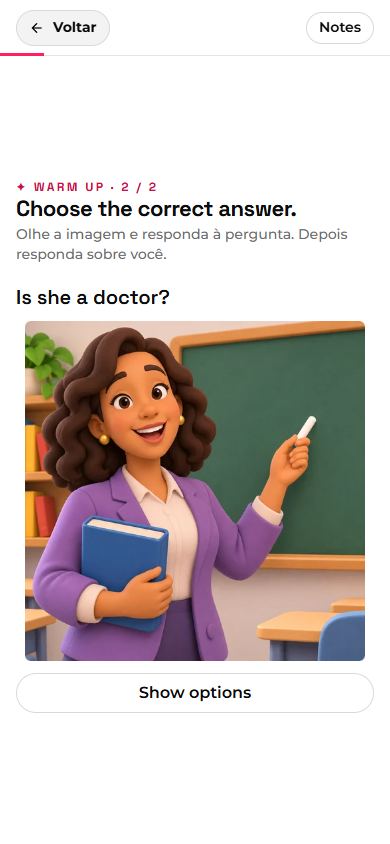 Voltar
Notes
✦ WARM UP · 2 / 2
Choose the correct answer.
Olhe a imagem e responda à pergunta. Depois
responda sobre você.
Is she a doctor?
Show options